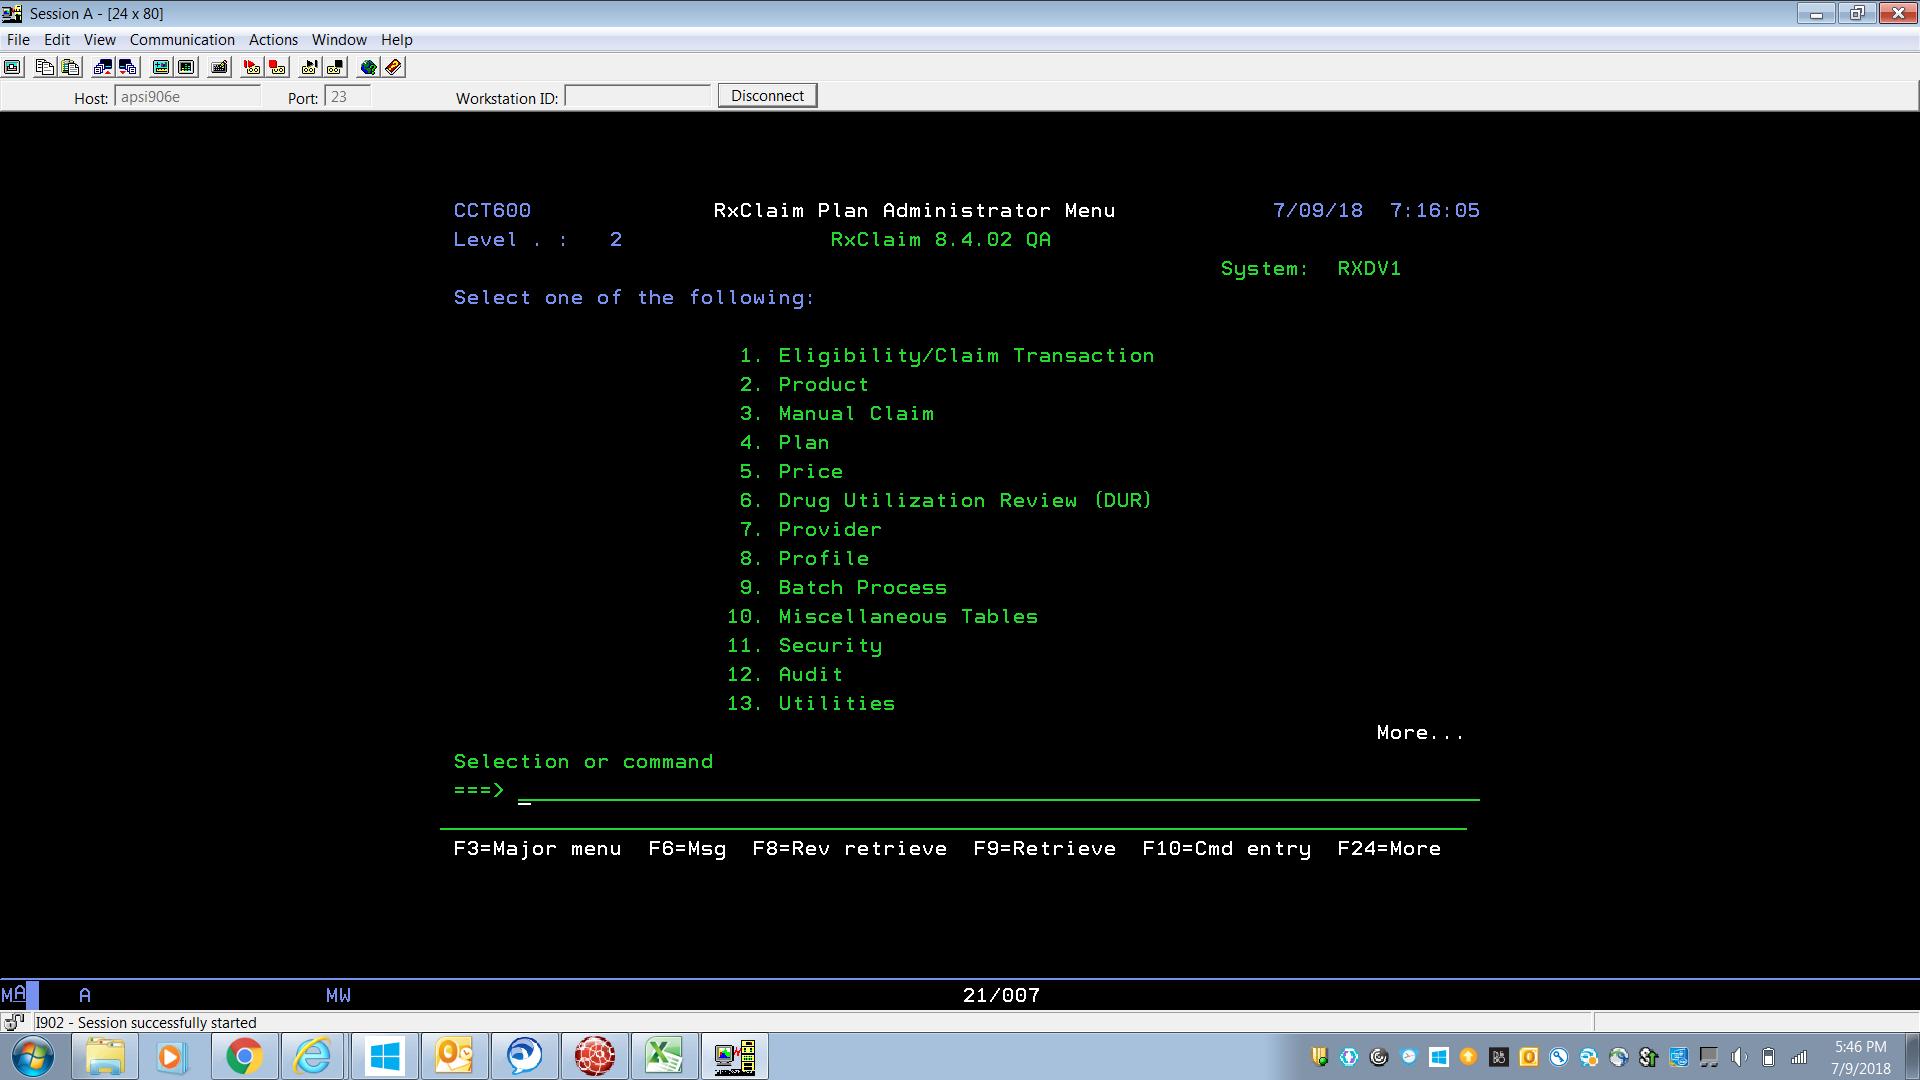 Session A - [24 x 80]
File Edit View Communication Actions Window Help
Host: apsi906e Port: 23 Workstation ID: Disconnect
CCT600 RxClaim Plan Administrator Menu 7/09/18 7:16:05
Level . : 2 RxClaim 8.4.02 QA
System: RXDV1
Select one of the following:
1. Eligibility/Claim Transaction
2. Product
3. Manual Claim
4. Plan
5. Price
6. Drug Utilization Review (DUR)
7. Provider
8. Profile
9. Batch Process
10. Miscellaneous Tables
11. Security
12. Audit
13. Utilities
More...
Selection or command
===>
F3=Major menu F6=Msg F8=Rev retrieve F9=Retrieve F10=Cmd entry F24=More
MA A MW 21/007
I902 - Session successfully started
5:46 PM
7/9/2018